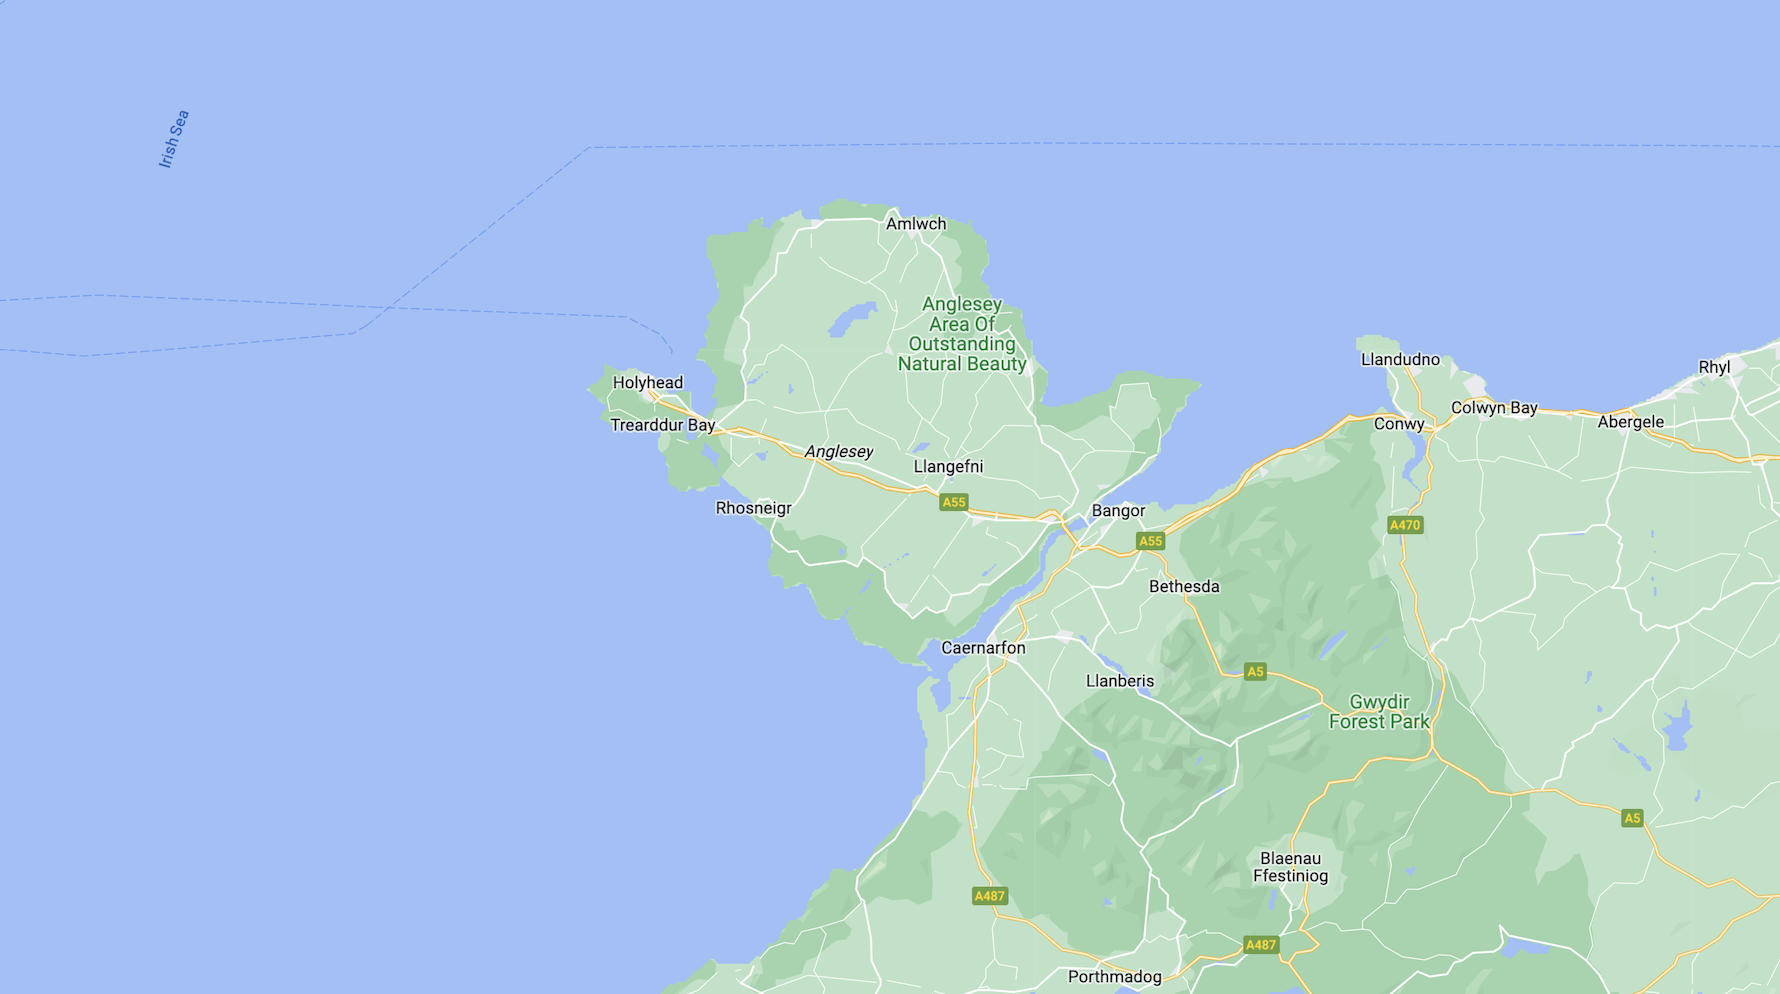 Irish Sea
Amlwch
Anglesey
Area Of
Outstanding
Natural Beauty
Llandudno
Rhyl
Holyhead
Colwyn Bay
Trearddur Bay
Conwy
Abergele
Anglesey
Llangefni
A55
Rhosneigr
Bangor
A470
A55
Bethesda
Caernarfon
Llanberis
A5
Gwydir
Forest Park
A5
Blaenau
Ffestiniog
A487
A487
Porthmadog